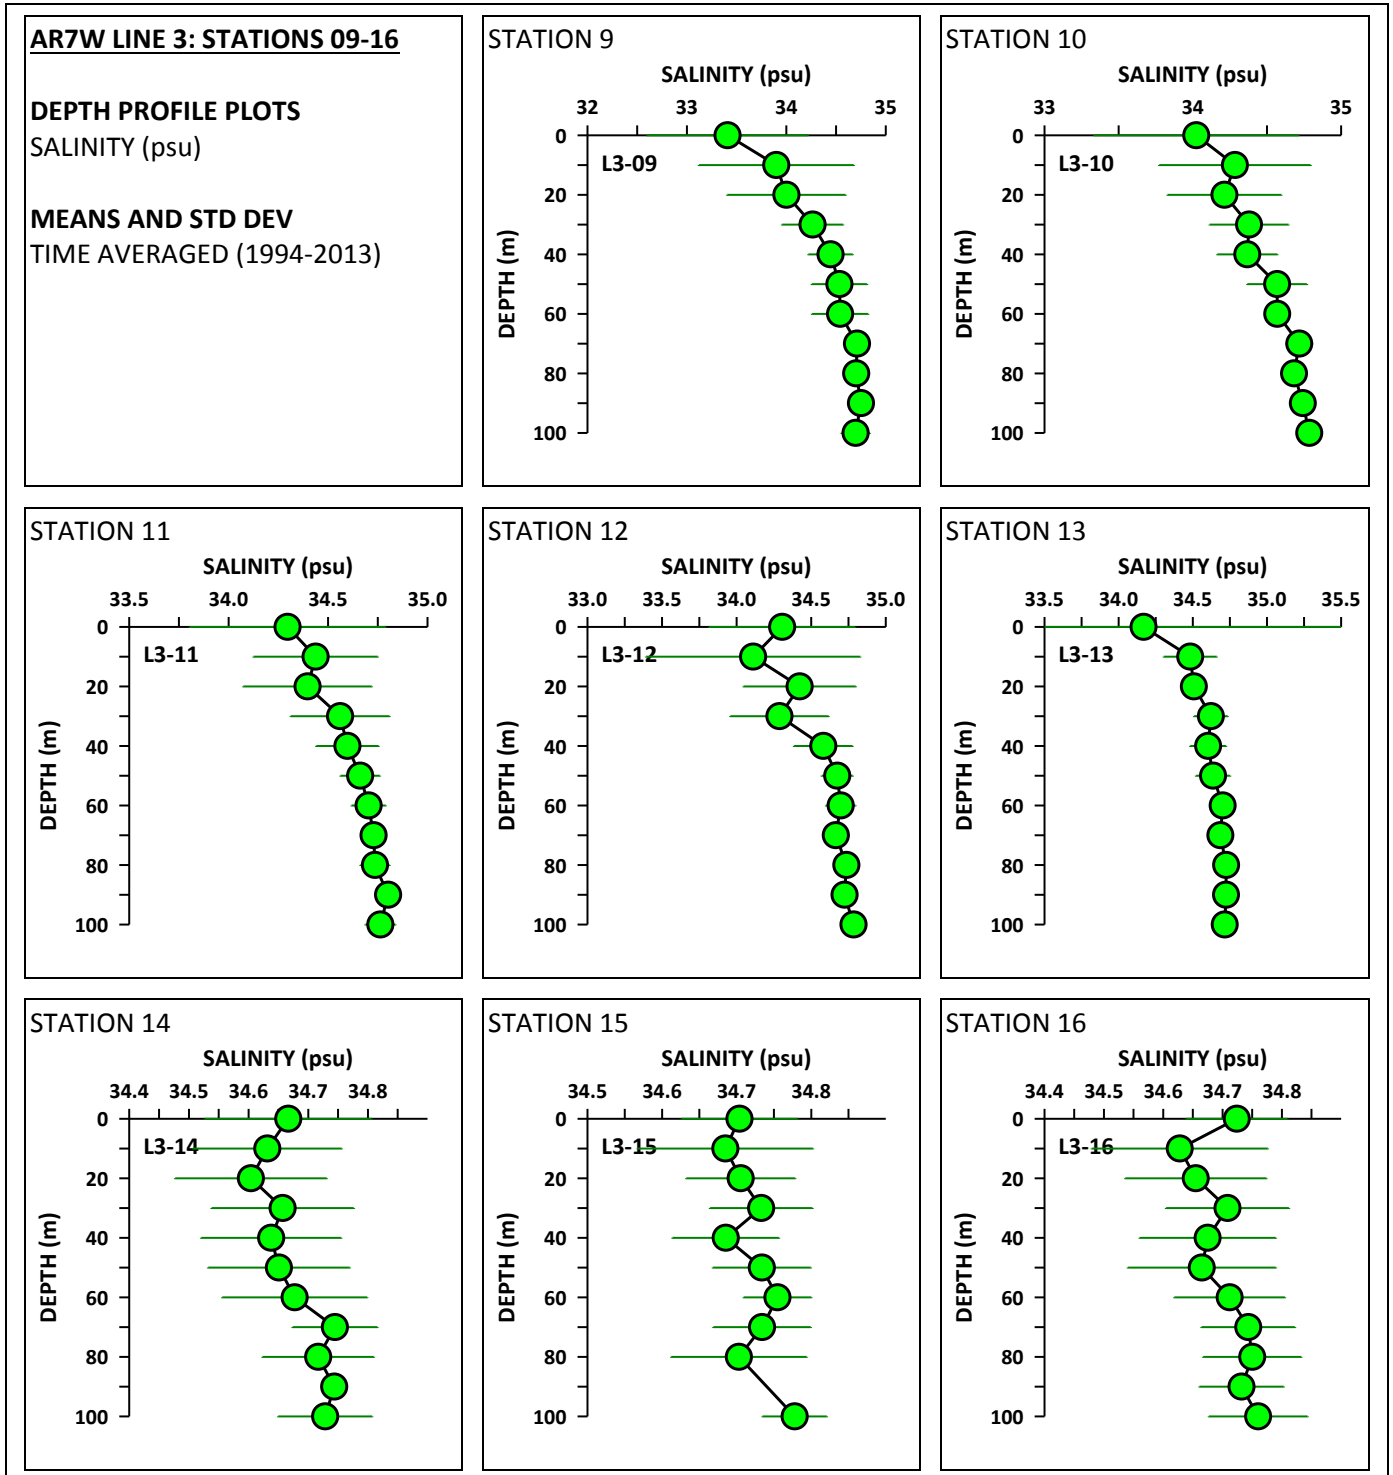 AR7W LINE 3: STATIONS 09-16
DEPTH PROFILE PLOTS
SALINITY (psu)
MEANS AND STD DEV
TIME AVERAGED (1994-2013)
STATION 9
SALINITY (psu)
32 33 34 35
0
L3-09
20
40
60
80
100
DEPTH (m)
STATION 10
SALINITY (psu)
33 34 35
0
L3-10
20
40
60
80
100
DEPTH (m)
STATION 11
SALINITY (psu)
33.5 34.0 34.5 35.0
0
L3-11
20
40
60
80
100
DEPTH (m)
STATION 12
SALINITY (psu)
33.0 33.5 34.0 34.5 35.0
0
L3-12
20
40
60
80
100
DEPTH (m)
STATION 13
SALINITY (psu)
33.5 34.0 34.5 35.0 35.5
0
L3-13
20
40
60
80
100
DEPTH (m)
STATION 14
SALINITY (psu)
34.4 34.5 34.6 34.7 34.8
0
L3-14
20
40
60
80
100
DEPTH (m)
STATION 15
SALINITY (psu)
34.5 34.6 34.7 34.8
0
L3-15
20
40
60
80
100
DEPTH (m)
STATION 16
SALINITY (psu)
34.4 34.5 34.6 34.7 34.8
0
L3-16
20
40
60
80
100
DEPTH (m)